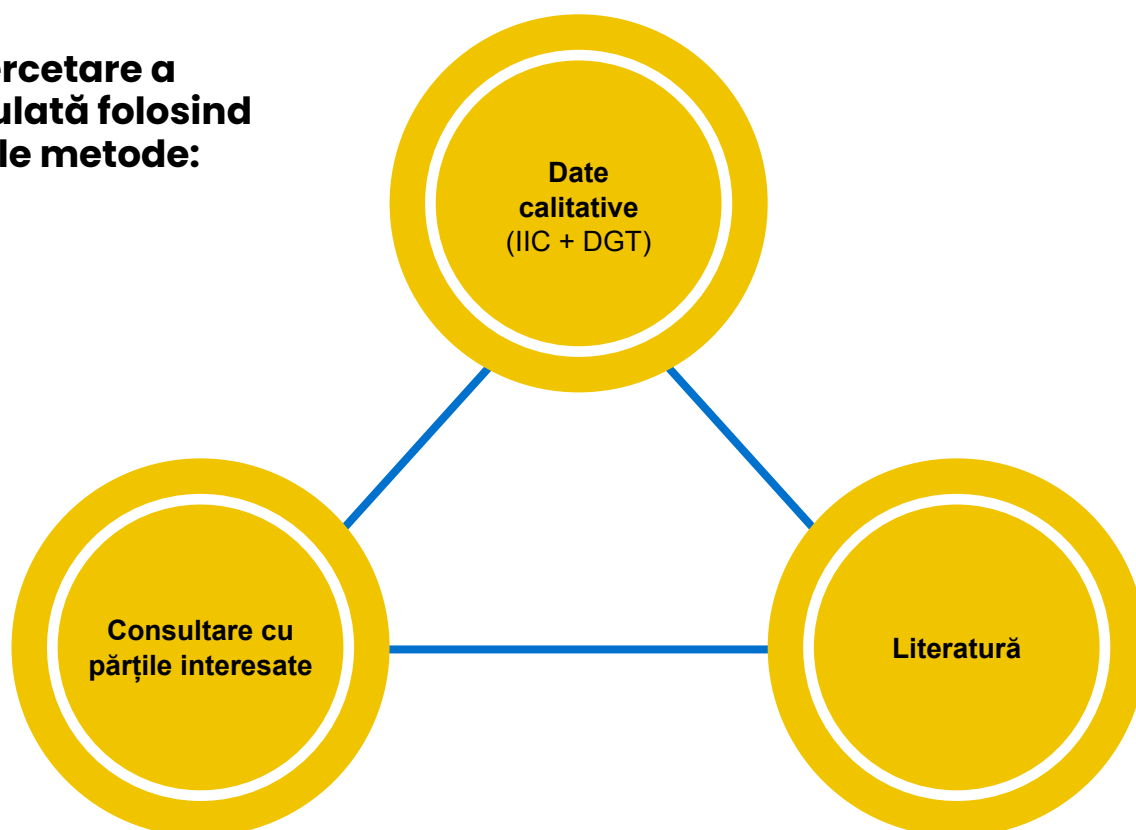 ercetare a
ulată folosind
le metode:
Date
calitative
(IIC + DGT)
Consultare cu
părțile interesate
Literatură